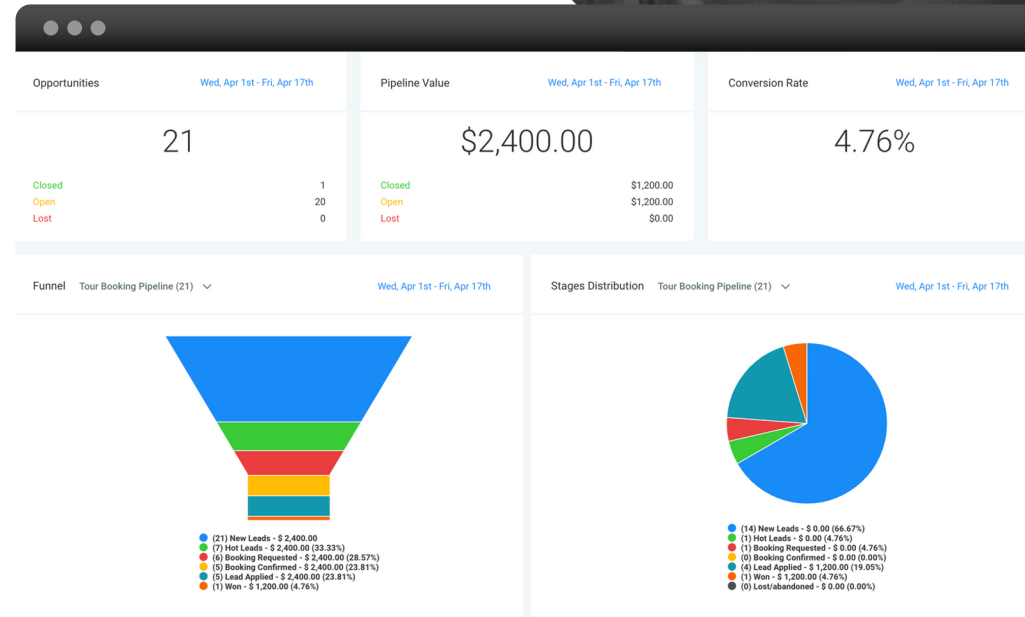 Opportunities Wed, Apr 1st - Fri, Apr 17th
21
Closed 1
Open 20
Lost 0
Pipeline Value Wed, Apr 1st - Fri, Apr 17th
$2,400.00
Closed $1,200.00
Open $1,200.00
Lost $0.00
Conversion Rate Wed, Apr 1st - Fri, Apr 17th
4.76%
Funnel Tour Booking Pipeline (21) Wed, Apr 1st - Fri, Apr 17th
(21) New Leads - $ 2,400.00
(7) Hot Leads - $ 2,400.00 (33.33%)
(6) Booking Requested - $ 2,400.00 (28.57%)
(5) Booking Confirmed - $ 2,400.00 (23.81%)
(5) Lead Applied - $ 2,400.00 (23.81%)
(1) Won - $ 1,200.00 (4.76%)
Stages Distribution Tour Booking Pipeline (21) Wed, Apr 1st - Fri, Apr 17th
(14) New Leads - $ 0.00 (66.67%)
(1) Hot Leads - $ 0.00 (4.76%)
(1) Booking Requested - $ 0.00 (4.76%)
(0) Booking Confirmed - $ 0.00 (0.00%)
(4) Lead Applied - $ 1,200.00 (19.05%)
(1) Won - $ 1,200.00 (4.76%)
(0) Lost/abandoned - $ 0.00 (0.00%)